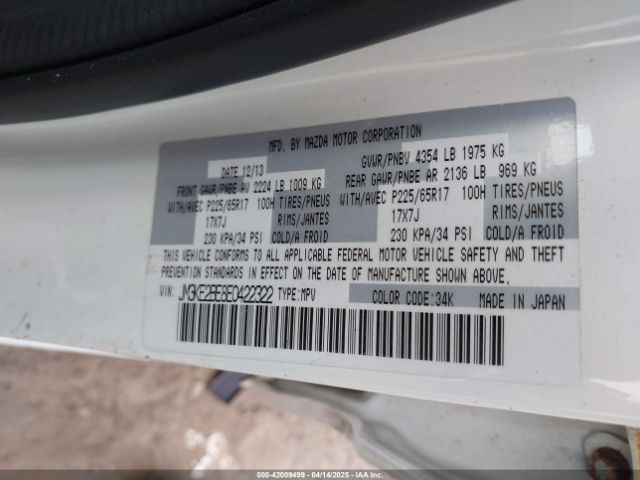 MFD. BY MAZDA MOTOR CORPORATION
DATE 12/13 GVWR/PNBV 4354 LB 1975 KG
FRONT GAWR/PNBE AV 2224 LB 1009 KG REAR GAWR/PNBE AR 2136 LB 969 KG
WITH/AVEC P225/65R17 100H TIRES/PNEUS WITH/AVEC P225/65R17 100H TIRES/PNEUS
17X7J RIMS/JANTES 17X7J RIMS/JANTES
230 KPA/34 PSI COLD/A FROID 230 KPA/34 PSI COLD/A FROID
THIS VEHICLE CONFORMS TO ALL APPLICABLE FEDERAL MOTOR VEHICLE SAFETY AND THEFT
PREVENTION STANDARDS IN EFFECT ON THE DATE OF MANUFACTURE SHOWN ABOVE.
VIN: JM3KE2BE8E0422322 TYPE:MPV COLOR CODE:34K MADE IN JAPAN
000-42009499 - 04/14/2025 - IAAI.COM